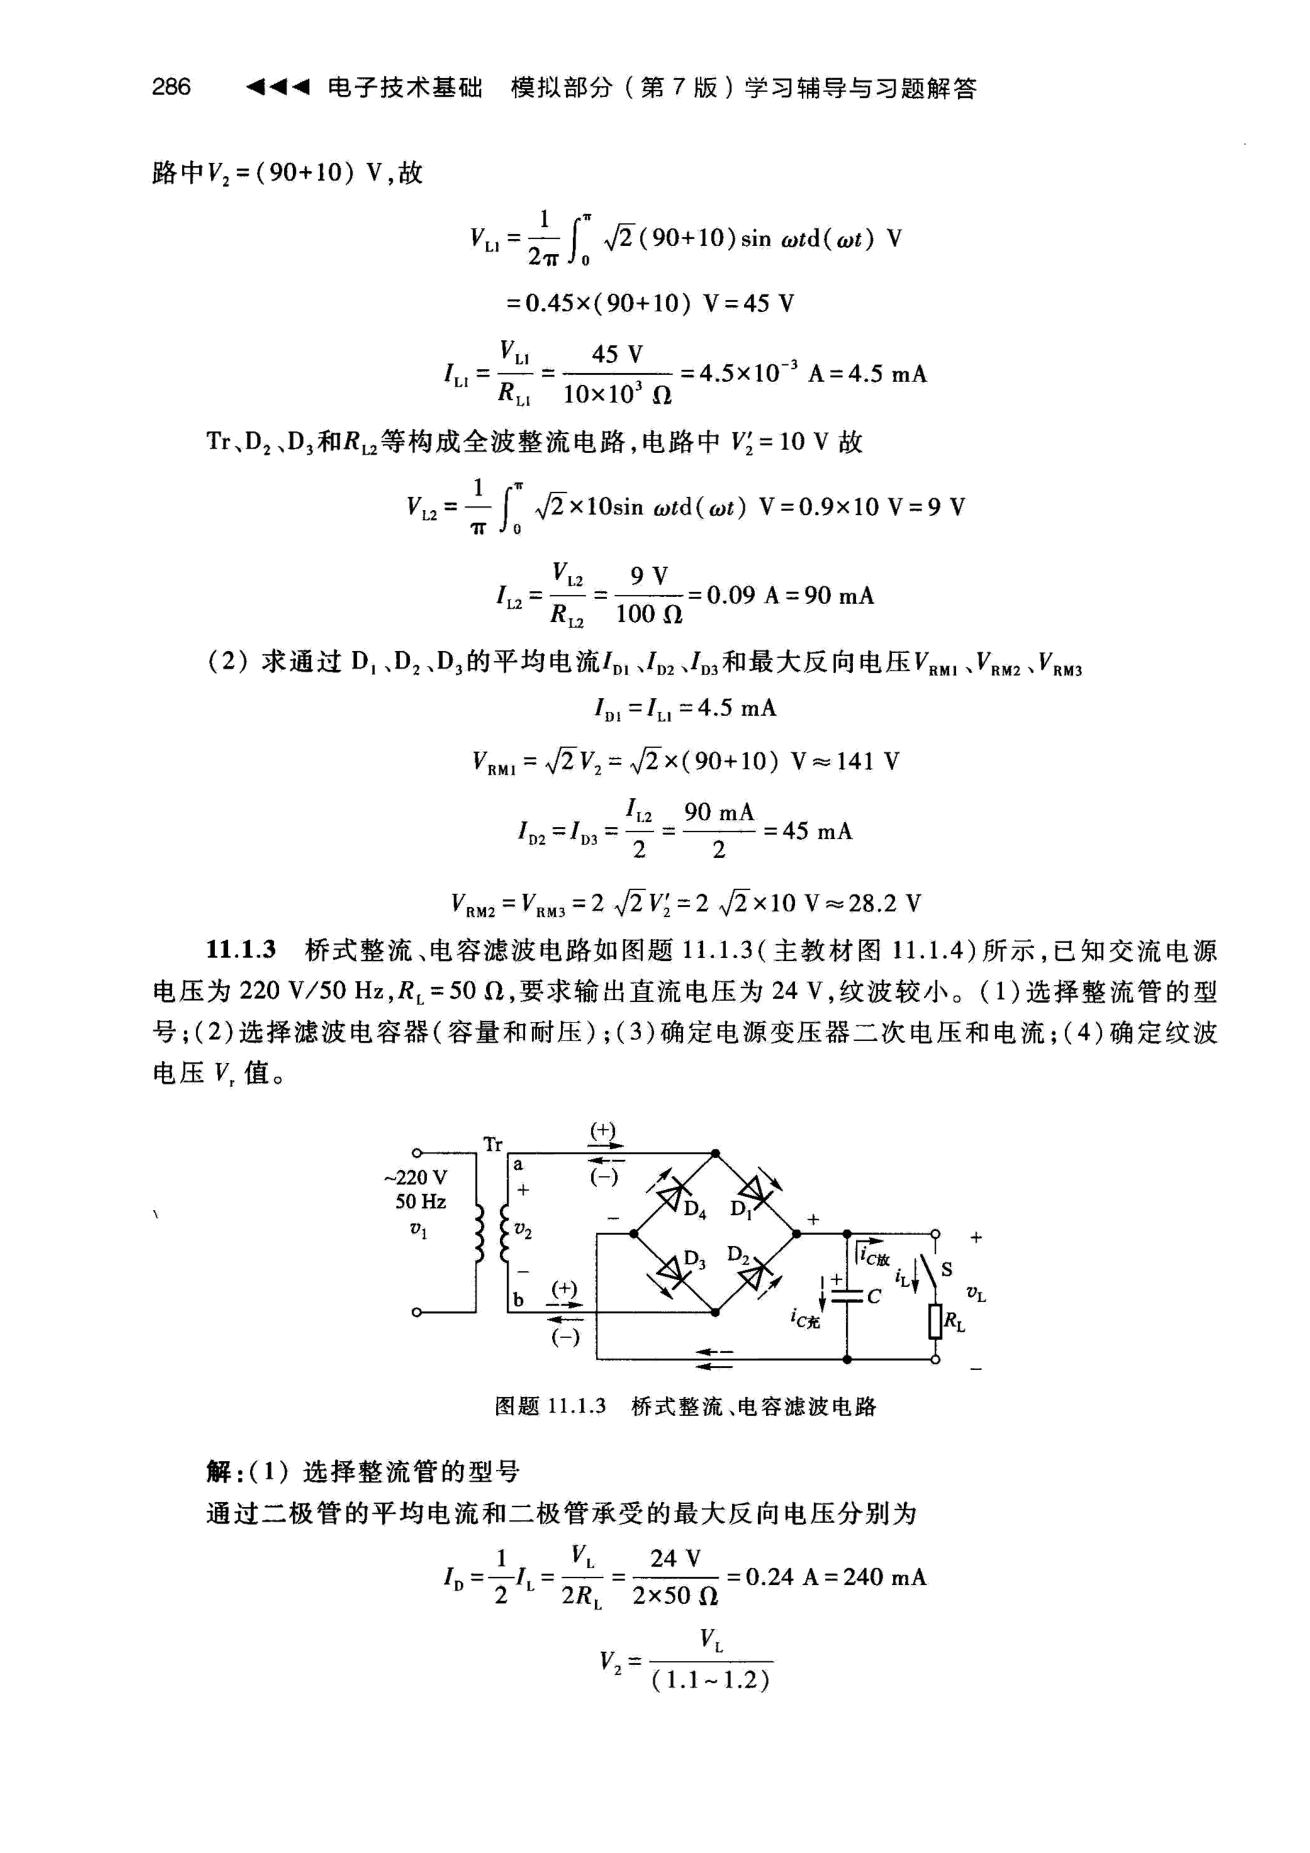 286 ◀◀◀ 电子技术基础 模拟部分(第7版)学习辅导与习题解答
路中V₂=(90+10) V,故
V_L1 = \frac{1}{2π} ∫_0^π √2(90+10)sin ωtd(ωt) V
=0.45×(90+10) V=45 V
I_L1 = \frac{V_L1}{R_L1} = \frac{45 V}{10×10³ Ω} =4.5×10⁻³ A=4.5 mA
Tr、D₂、D₃和R_L2等构成全波整流电路,电路中 V₂′=10 V 故
V_L2 = \frac{1}{π} ∫_0^π √2×10sin ωtd(ωt) V=0.9×10 V=9 V
I_L2 = \frac{V_L2}{R_L2} = \frac{9 V}{100 Ω} =0.09 A=90 mA
(2) 求通过 D₁、D₂、D₃的平均电流I_D1、I_D2、I_D3和最大反向电压V_RM1、V_RM2、V_RM3
I_D1=I_L1=4.5 mA
V_RM1=√2V₂=√2×(90+10) V≈141 V
I_D2=I_D3= \frac{I_L2}{2} = \frac{90 mA}{2} =45 mA
V_RM2=V_RM3=2√2V₂′=2√2×10 V≈28.2 V
11.1.3 桥式整流、电容滤波电路如图题 11.1.3(主教材图 11.1.4)所示,已知交流电源
电压为 220 V/50 Hz,R_L=50 Ω,要求输出直流电压为 24 V,纹波较小。(1)选择整流管的型
号;(2)选择滤波电容器(容量和耐压);(3)确定电源变压器二次电压和电流;(4)确定纹波
电压 V_r 值。
(+)
Tr
a
(−)
~220 V
+
50 Hz
D₄ D₁
v₁
v₂
−
+
+
D₃ D₂
i_C放
i_L
S
−
b
(+)
+
C
v_L
i_C充
R_L
(−)
−
图题 11.1.3 桥式整流、电容滤波电路
解:(1) 选择整流管的型号
通过二极管的平均电流和二极管承受的最大反向电压分别为
I_D = \frac{1}{2} I_L = \frac{V_L}{2R_L} = \frac{24 V}{2×50 Ω} =0.24 A=240 mA
V₂ = \frac{V_L}{(1.1~1.2)}